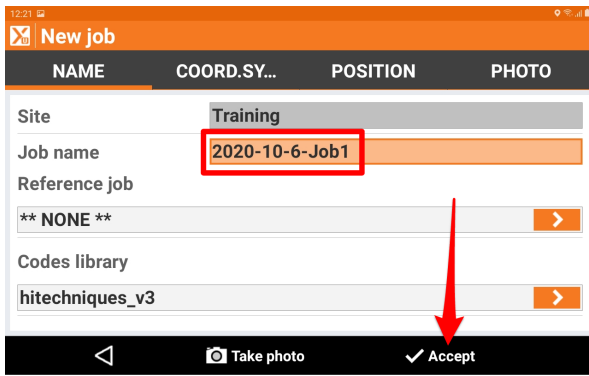 12:21
New job
NAME COORD.SY... POSITION PHOTO
Site Training
Job name 2020-10-6-Job1
Reference job
** NONE **
Codes library
hitechniques_v3
Take photo Accept